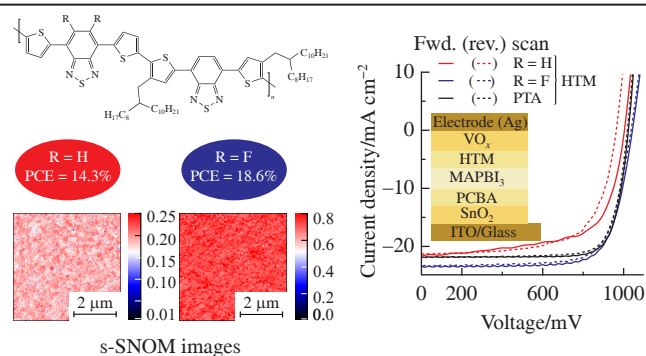 R R
S S S
C10H21
C8H17
N N
S
S
N N
S
S
n
H17C8
C10H21
R = H
PCE = 14.3%
R = F
PCE = 18.6%
0.25
0.20
0.15
0.10
0.05
0.01
2 μm
0.8
0.6
0.4
0.2
0.0
2 μm
s-SNOM images
Fwd. (rev.) scan
( ) R = H
( ) R = F
( ) PTA
HTM
Electrode (Ag)
VOx
HTM
MAPBI3
PCBA
SnO2
ITO/Glass
10
0
−10
−20
Current density/mA cm−2
0 200 600 1000
Voltage/mV